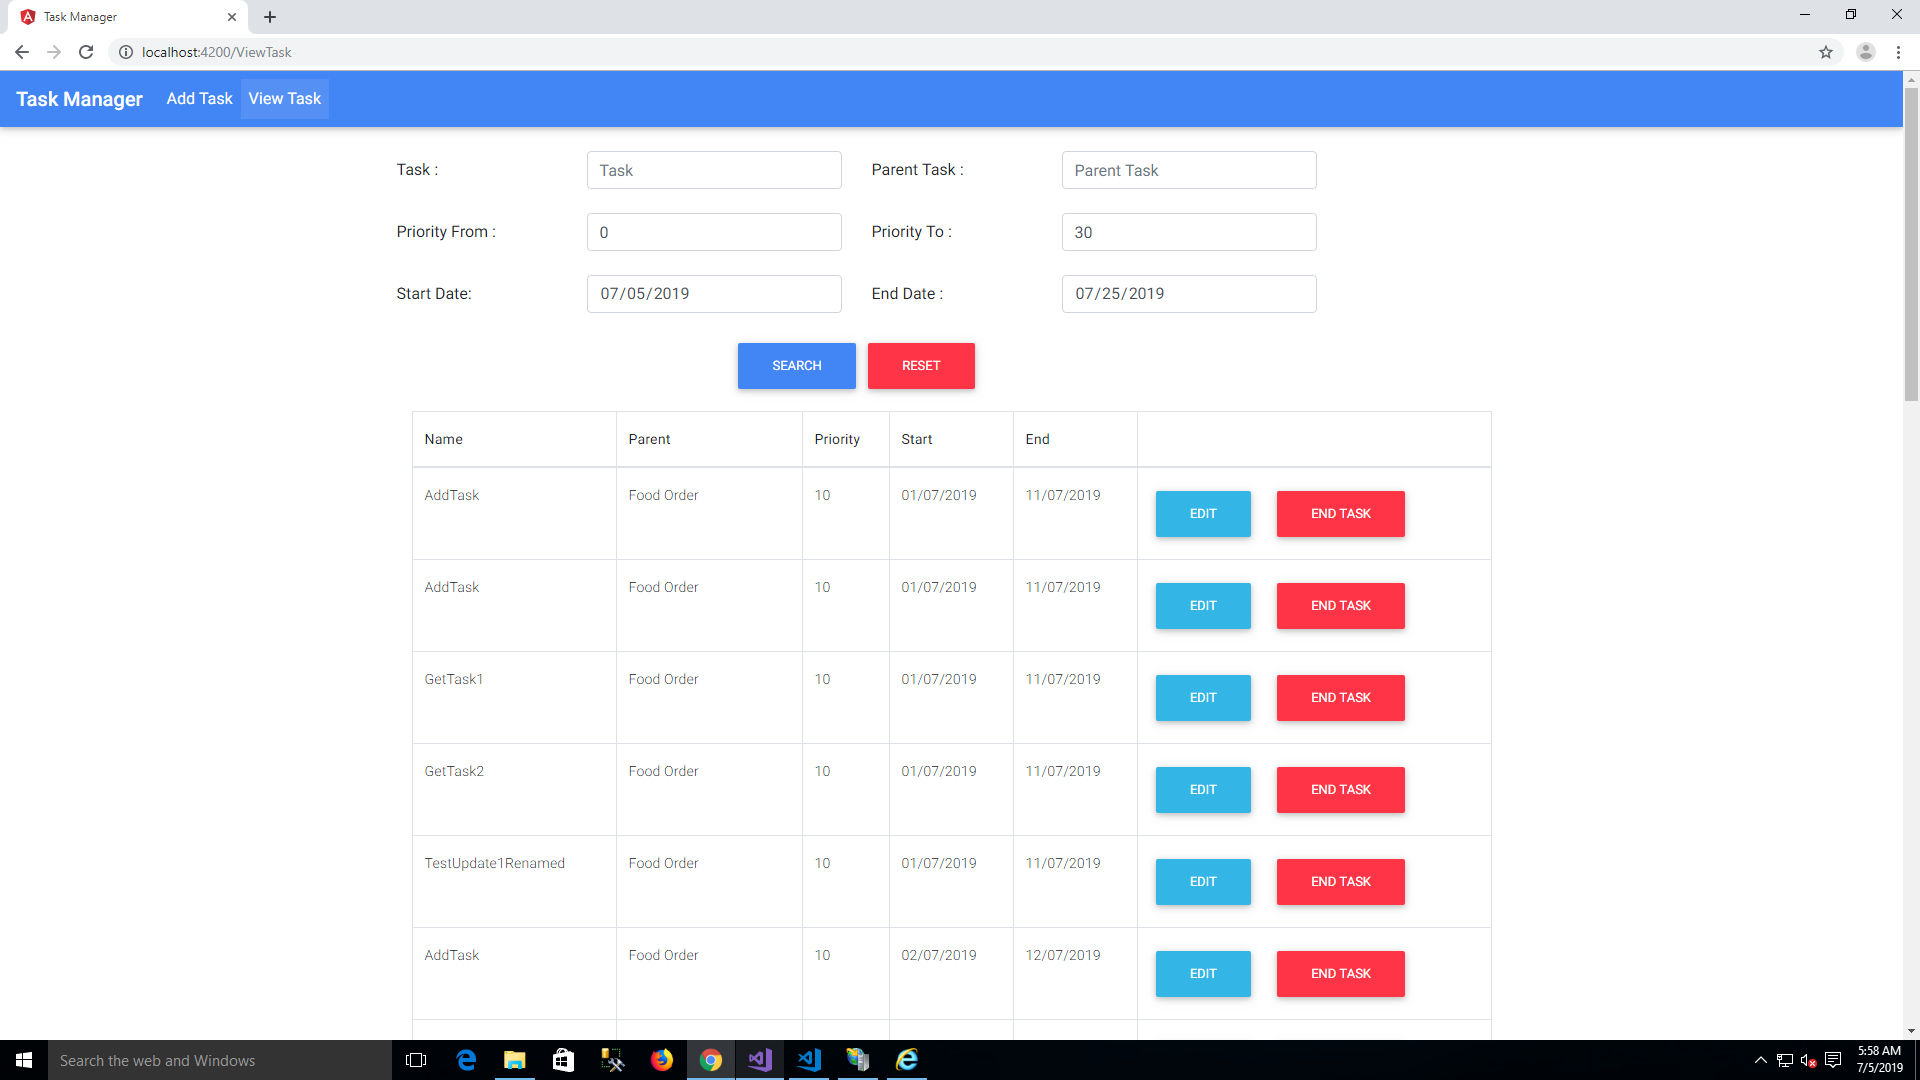 Task Manager
localhost:4200/ViewTask
Task Manager Add Task View Task
Task : Task Parent Task : Parent Task
Priority From : 0 Priority To : 30
Start Date: 07/05/2019 End Date : 07/25/2019
SEARCH RESET
Name Parent Priority Start End
AddTask Food Order 10 01/07/2019 11/07/2019 EDIT END TASK
AddTask Food Order 10 01/07/2019 11/07/2019 EDIT END TASK
GetTask1 Food Order 10 01/07/2019 11/07/2019 EDIT END TASK
GetTask2 Food Order 10 01/07/2019 11/07/2019 EDIT END TASK
TestUpdate1Renamed Food Order 10 01/07/2019 11/07/2019 EDIT END TASK
AddTask Food Order 10 02/07/2019 12/07/2019 EDIT END TASK
Search the web and Windows
5:58 AM
7/5/2019